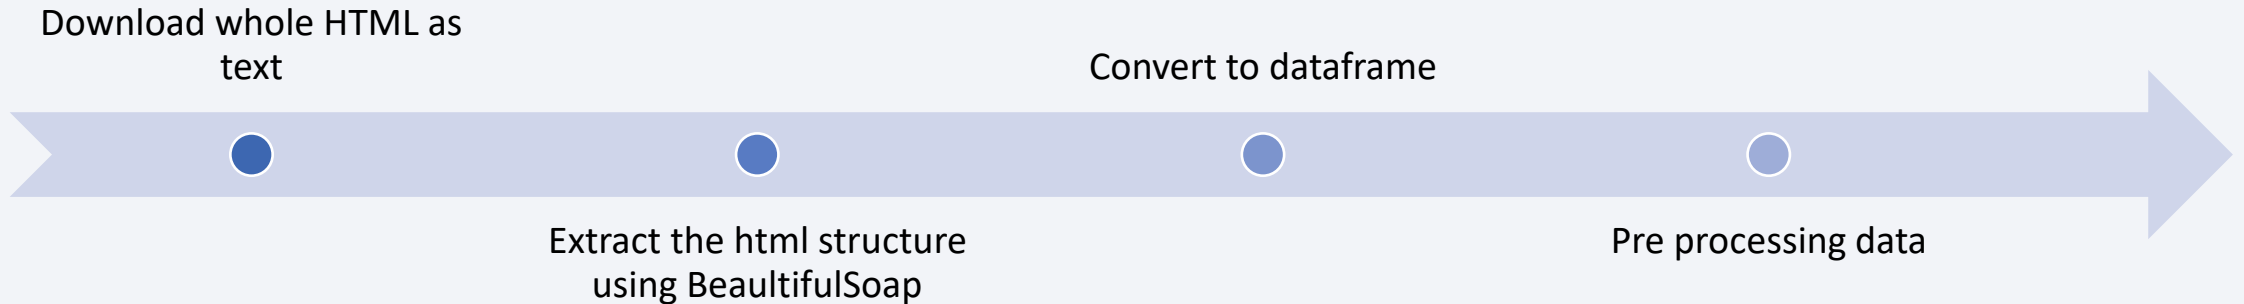 Download whole HTML as
text
Extract the html structure
using BeaultifulSoap
Convert to dataframe
Pre processing data